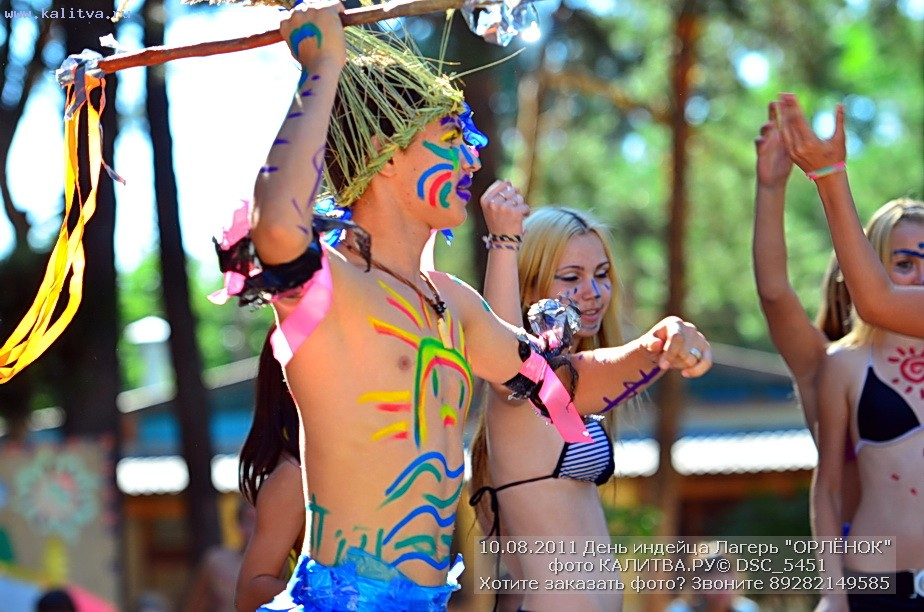 www.kalitva.ru
10.08.2011 День индейца Лагерь "ОРЛЁНОК"
фото КАЛИТВА.РУ© DSC_5451
Хотите заказать фото? Звоните 89282149585